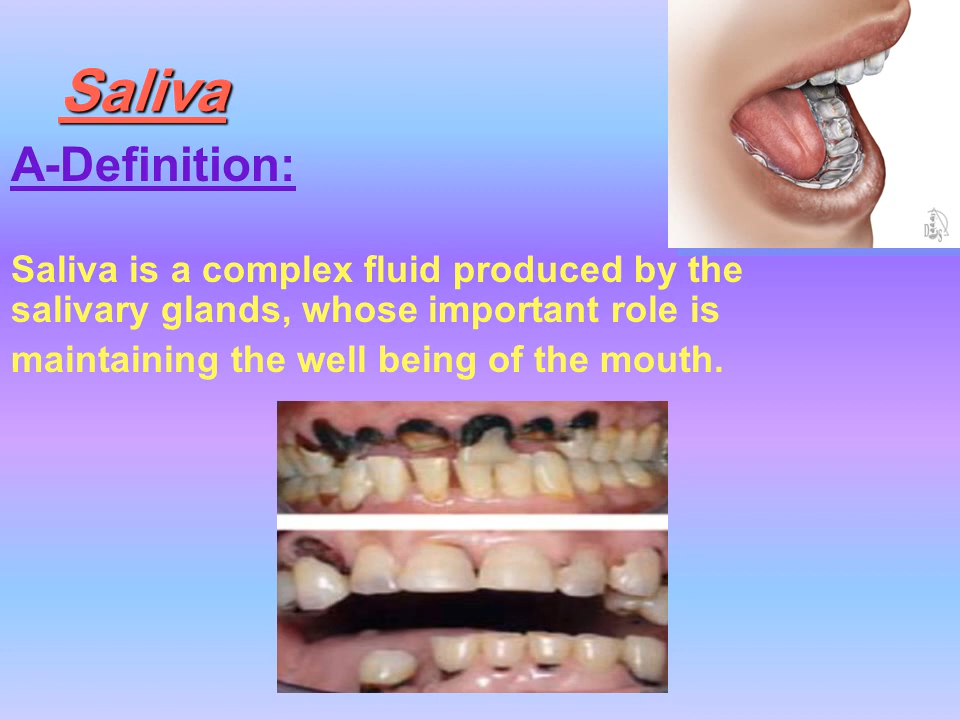 Saliva
A-Definition:
Saliva is a complex fluid produced by the
salivary glands, whose important role is
maintaining the well being of the mouth.